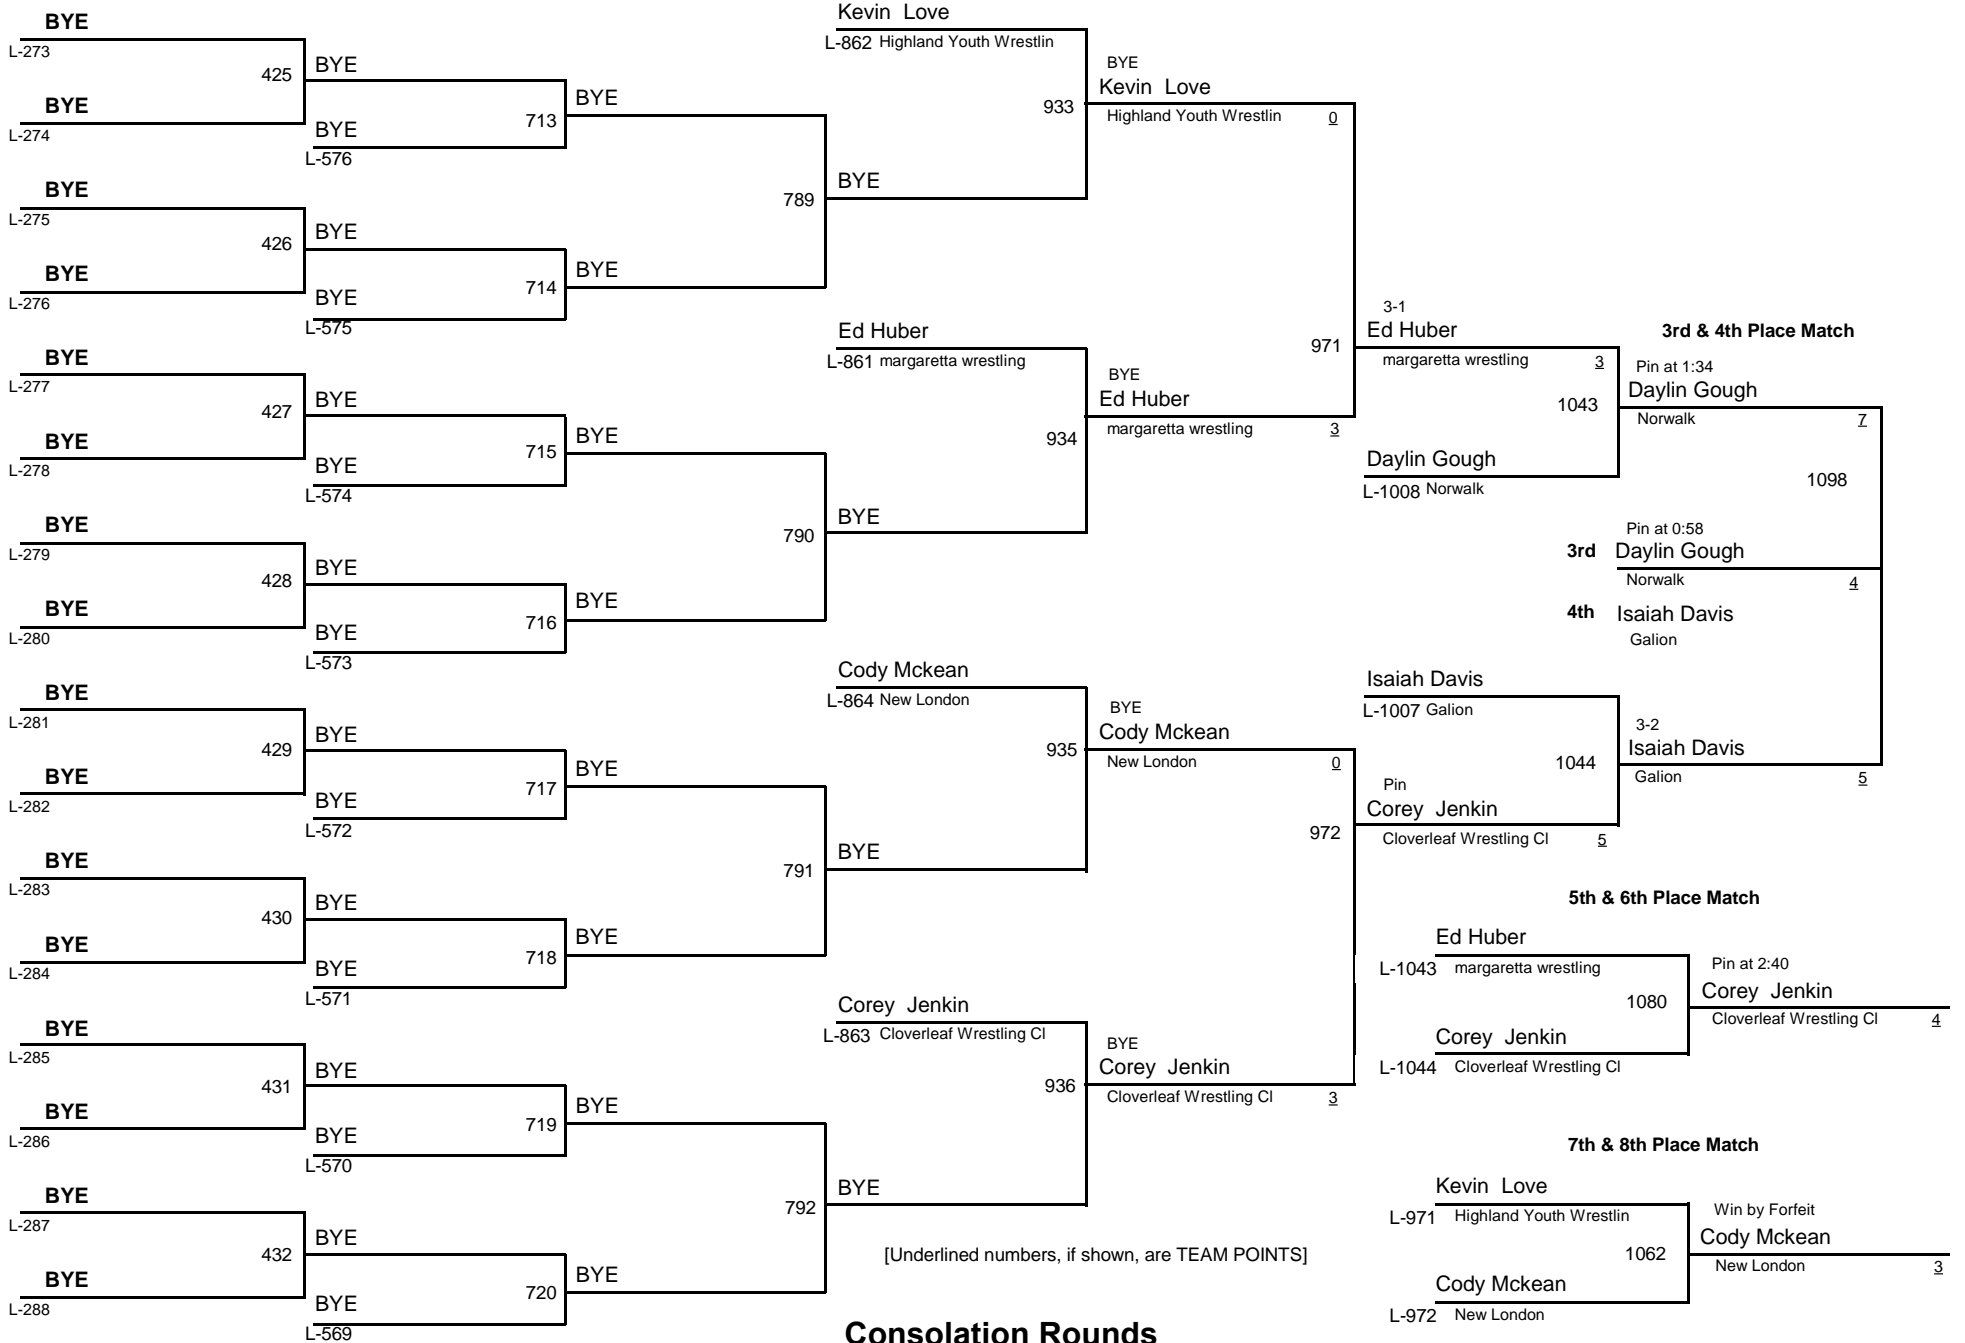 BYE
L-273
425
BYE
L-274
BYE
BYE
L-576
713
BYE
BYE
L-275
426
BYE
L-276
BYE
BYE
L-575
714
BYE
789
BYE
Kevin Love
L-862 Highland Youth Wrestlin
933
BYE
Kevin Love
Highland Youth Wrestlin 0
BYE
L-277
427
BYE
L-278
BYE
BYE
L-574
715
BYE
BYE
L-279
428
BYE
L-280
BYE
BYE
L-573
716
BYE
790
BYE
Ed Huber
L-861 margaretta wrestling
934
BYE
Ed Huber
margaretta wrestling 3
971
3-1
Ed Huber
margaretta wrestling 3
1043
Daylin Gough
L-1008 Norwalk
3rd & 4th Place Match
Pin at 1:34
Daylin Gough
Norwalk 7
1098
Pin at 0:58
3rd Daylin Gough
Norwalk 4
4th Isaiah Davis
Galion
BYE
L-281
429
BYE
L-282
BYE
BYE
L-572
717
BYE
BYE
L-283
430
BYE
L-284
BYE
BYE
L-571
718
BYE
791
BYE
Cody Mckean
L-864 New London
935
BYE
Cody Mckean
New London 0
BYE
L-285
431
BYE
L-286
BYE
BYE
L-570
719
BYE
BYE
L-287
432
BYE
L-288
BYE
BYE
L-569
720
BYE
792
BYE
Corey Jenkin
L-863 Cloverleaf Wrestling Cl
936
BYE
Corey Jenkin
Cloverleaf Wrestling Cl 3
972
Isaiah Davis
L-1007 Galion
1044
Pin
Corey Jenkin
Cloverleaf Wrestling Cl 5
3-2
Isaiah Davis
Galion 5
5th & 6th Place Match
Ed Huber
L-1043 margaretta wrestling
1080
Corey Jenkin
L-1044 Cloverleaf Wrestling Cl
Pin at 2:40
Corey Jenkin
Cloverleaf Wrestling Cl 4
7th & 8th Place Match
Kevin Love
L-971 Highland Youth Wrestlin
1062
Cody Mckean
L-972 New London
Win by Forfeit
Cody Mckean
New London 3
[Underlined numbers, if shown, are TEAM POINTS]
Consolation Rounds